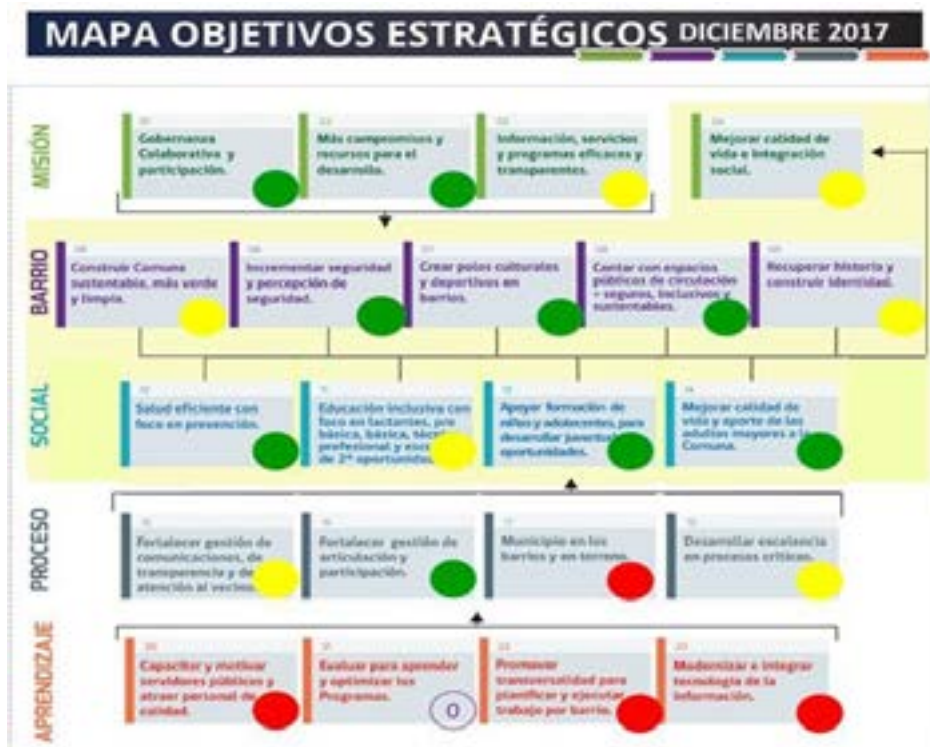 MAPA OBJETIVOS ESTRATÉGICOS DICIEMBRE 2017
MISIÓN
Gobernanza
Colaborativa y
participación.
Más compromisos y
recursos para el
desarrollo.
Información, servicios
y programas eficaces y
transparentes.
Mejorar calidad de
vida e integración
social.
BARRIO
Construir Comuna
sustentable, más verde
y limpia.
Incrementar seguridad
y percepción de
seguridad.
Crear polos culturales
y deportivos en
barrios.
Contar con espacios
públicos de circulación
– seguros, inclusivos y
sustentables.
Recuperar historia y
construir identidad.
SOCIAL
Salud eficiente con
foco en prevención.
Educación inclusiva con
foco en lactantes, pre
básica, básica,
profesional y
de 2ª
Apoyar formación de
niños y adolescentes, para
desarrollar
oportunidades.
Mejorar calidad de
vida y aporte de los
adultos mayores a la
Comuna.
PROCESO
Fortalecer gestión de
comunicaciones, de
transparencia y de
atención al vecino.
Fortalecer gestión de
articulación y
participación.
Municipio en los
barrios y en terreno.
Desarrollar excelencia
en procesos críticos.
APRENDIZAJE
Capacitar y motivar
servidores públicos y
atraer personal de
calidad.
Evaluar para aprender
y optimizar los
Programas.
0
Promover
transversalidad para
planificar y ejecutar
trabajo por barrio.
Modernizar e integrar
tecnología de la
información.